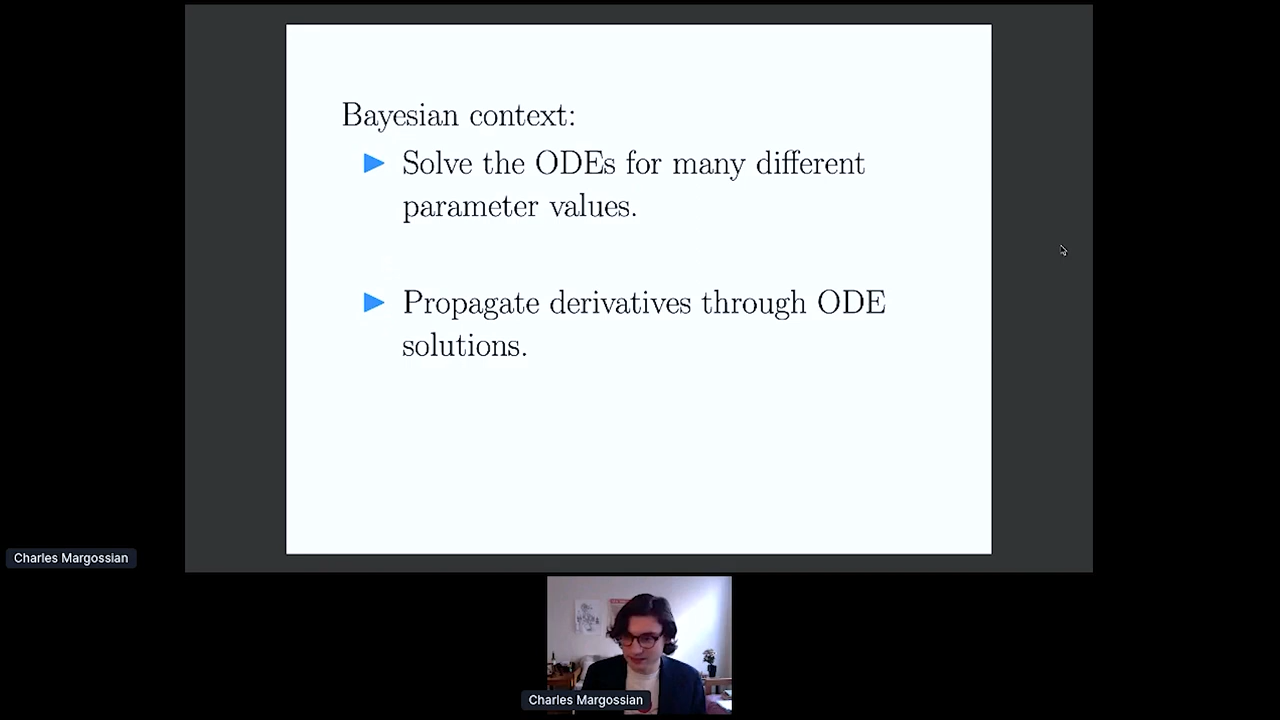 Bayesian context:
Solve the ODEs for many different
parameter values.
Propagate derivatives through ODE
solutions.
Charles Margossian
Charles Margossian